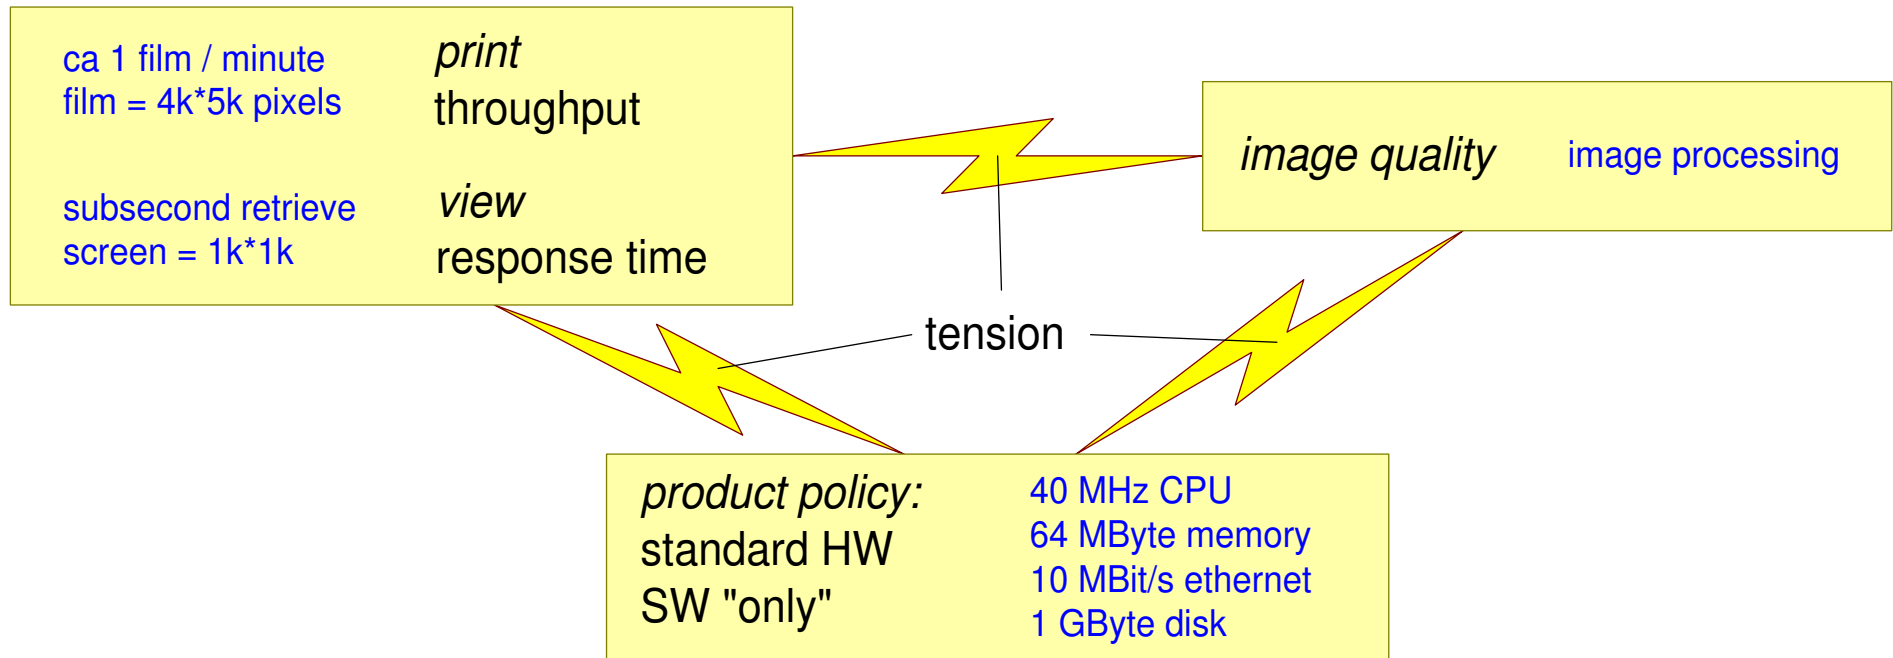 ca 1 film / minute
film = 4k*5k pixels
print
throughput
subsecond retrieve
screen = 1k*1k
view
response time
image quality
image processing
tension
product policy:
standard HW
SW "only"
40 MHz CPU
64 MByte memory
10 MBit/s ethernet
1 GByte disk